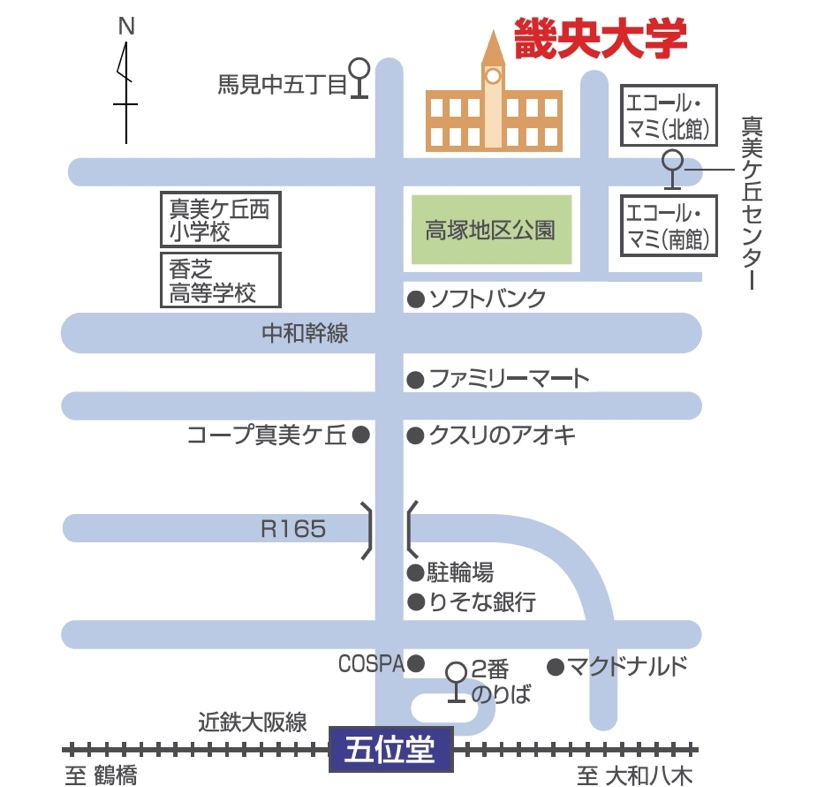 N
畿央大学
馬見中五丁目
エコール・
マミ(北館)
真美ケ丘センター
真美ケ丘西
小学校
高塚地区公園
エコール・
マミ(南館)
香芝
高等学校
ソフトバンク
中和幹線
ファミリーマート
コープ真美ケ丘
クスリのアオキ
R165
駐輪場
りそな銀行
COSPA
2番
のりば
マクドナルド
近鉄大阪線
五位堂
至 鶴橋
至 大和八木